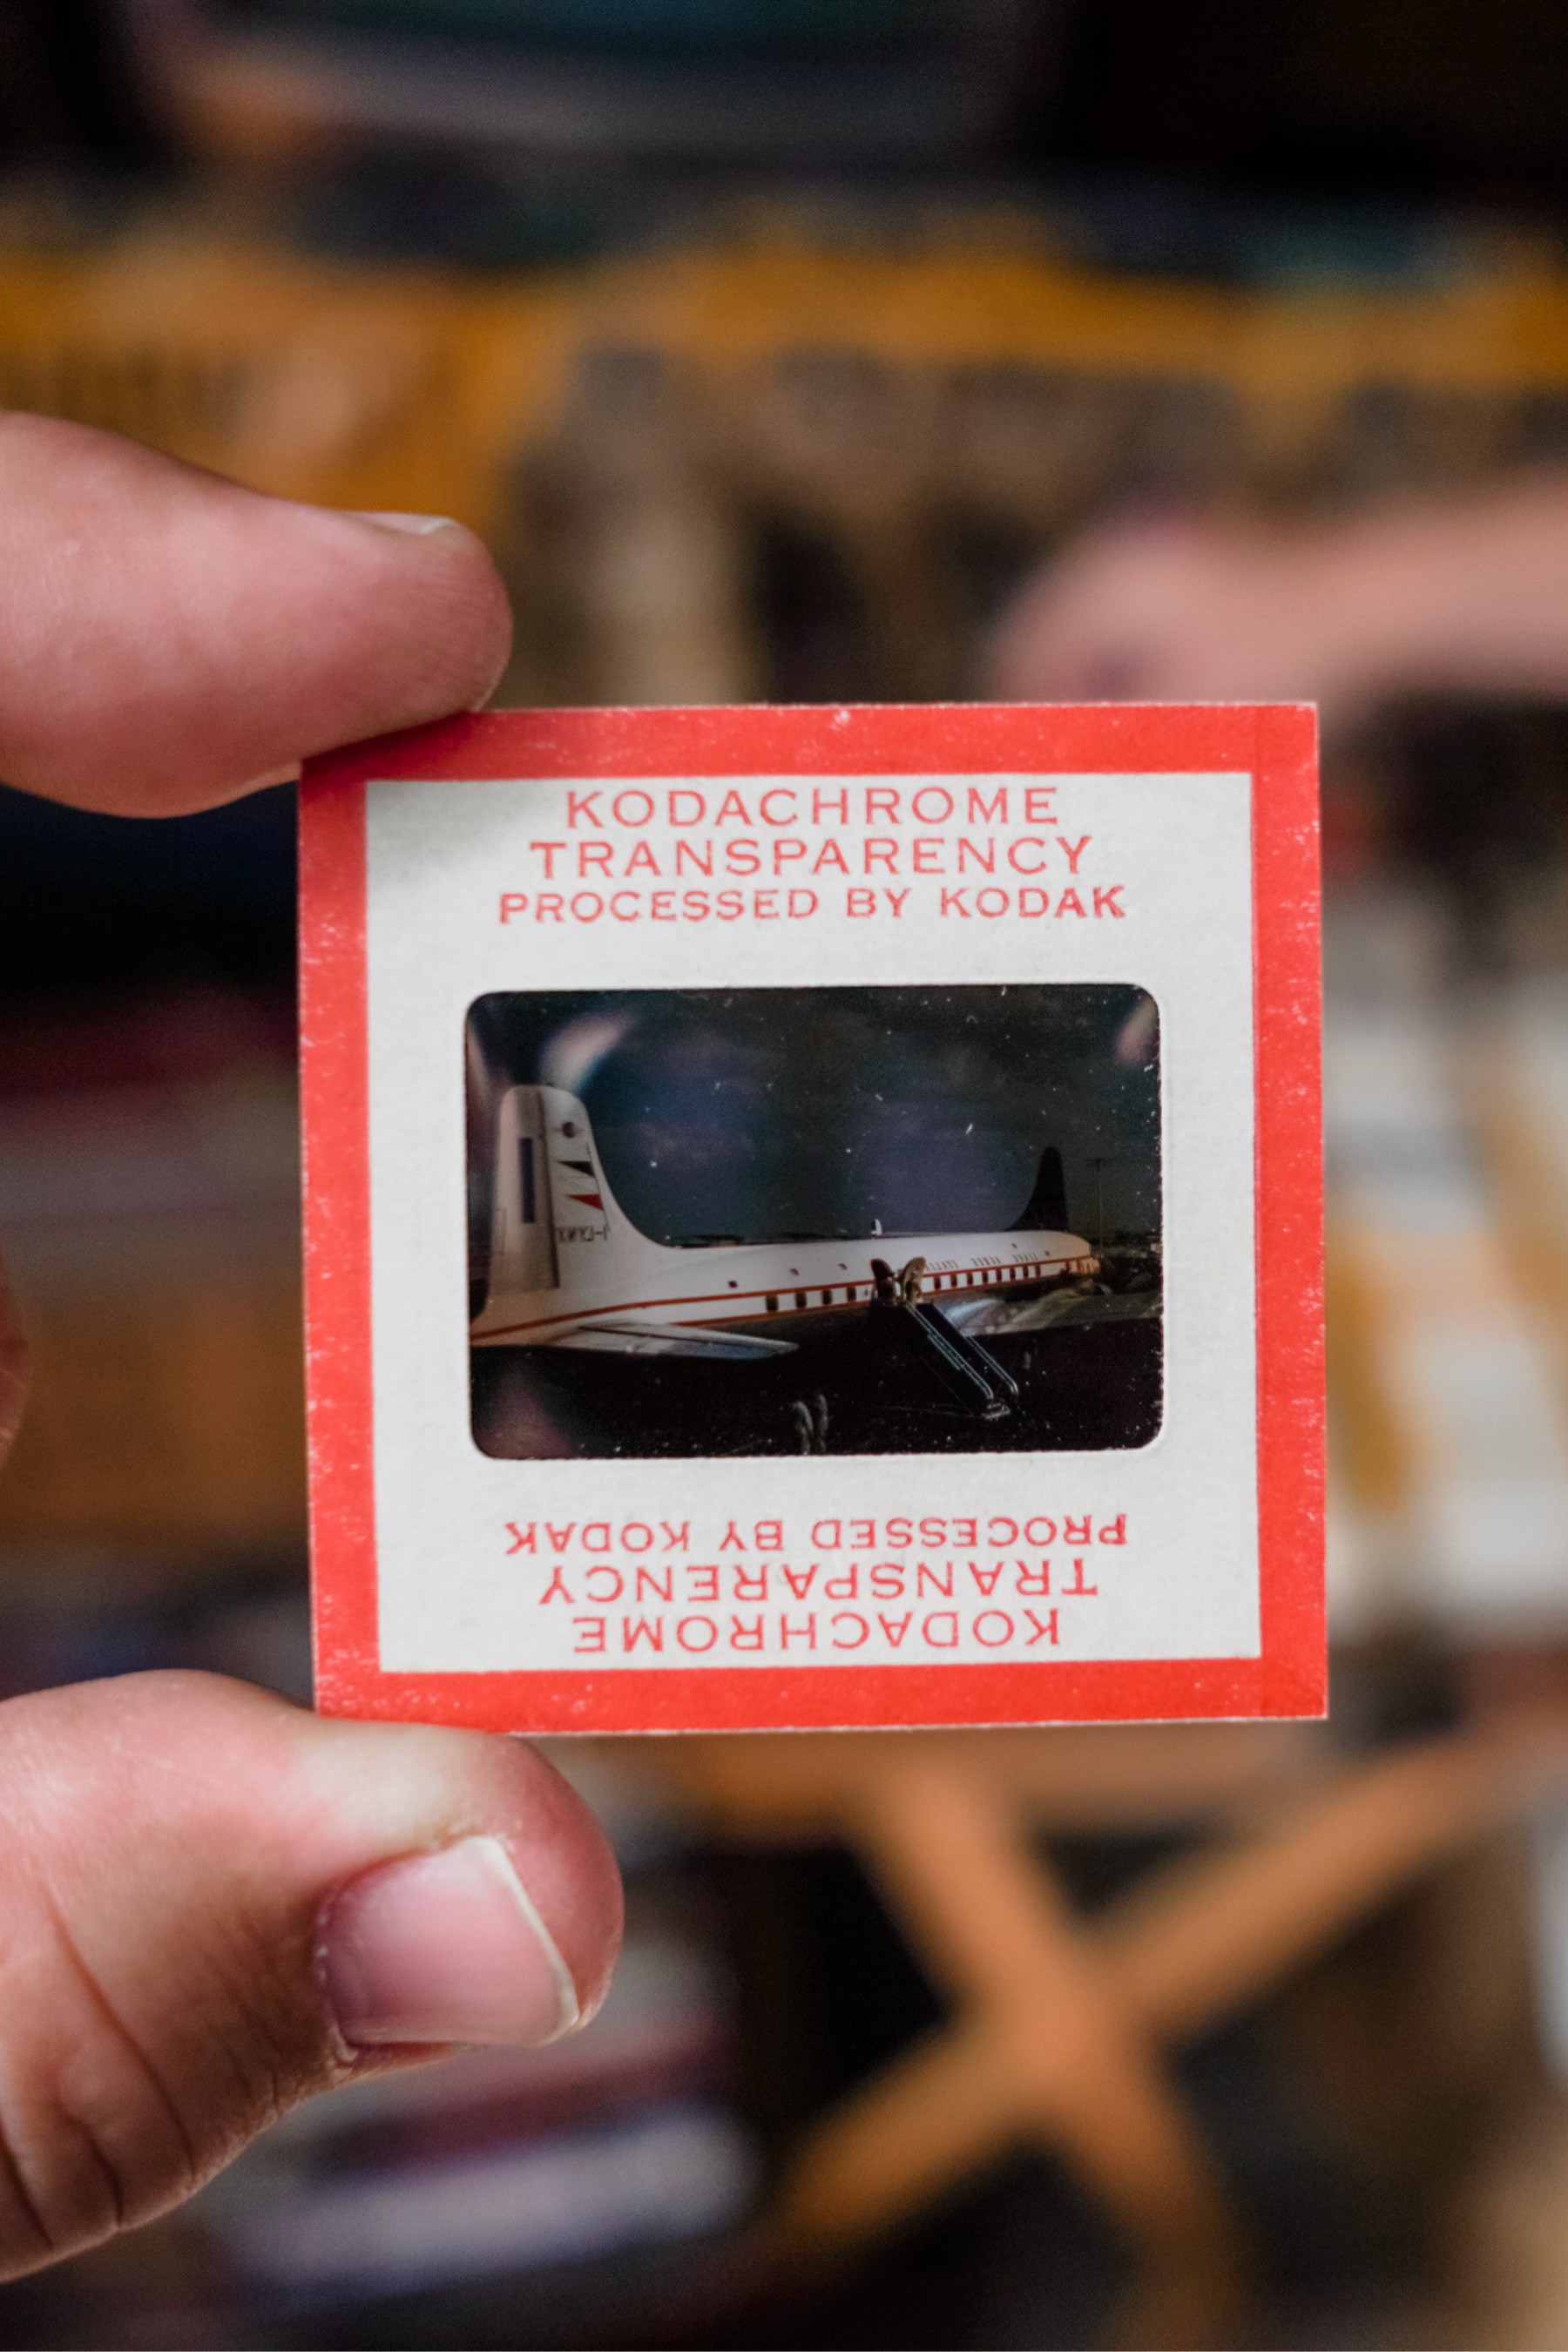 KODACHROME
TRANSPARENCY
PROCESSED BY KODAK
PROCESSED BY KODAK
TRANSPARENCY
KODACHROME